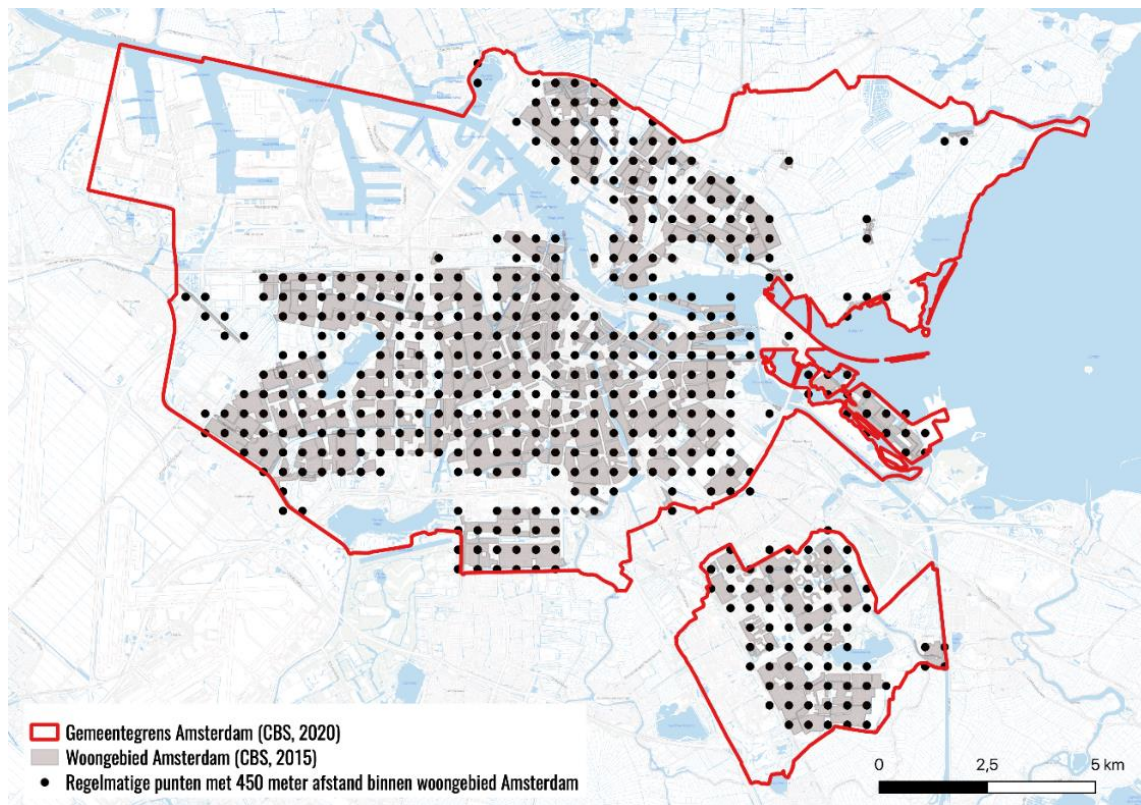 Gemeentegrens Amsterdam (CBS, 2020)
Woongebied Amsterdam (CBS, 2015)
Regelmatige punten met 450 meter afstand binnen woongebied Amsterdam
0 2,5 5 km